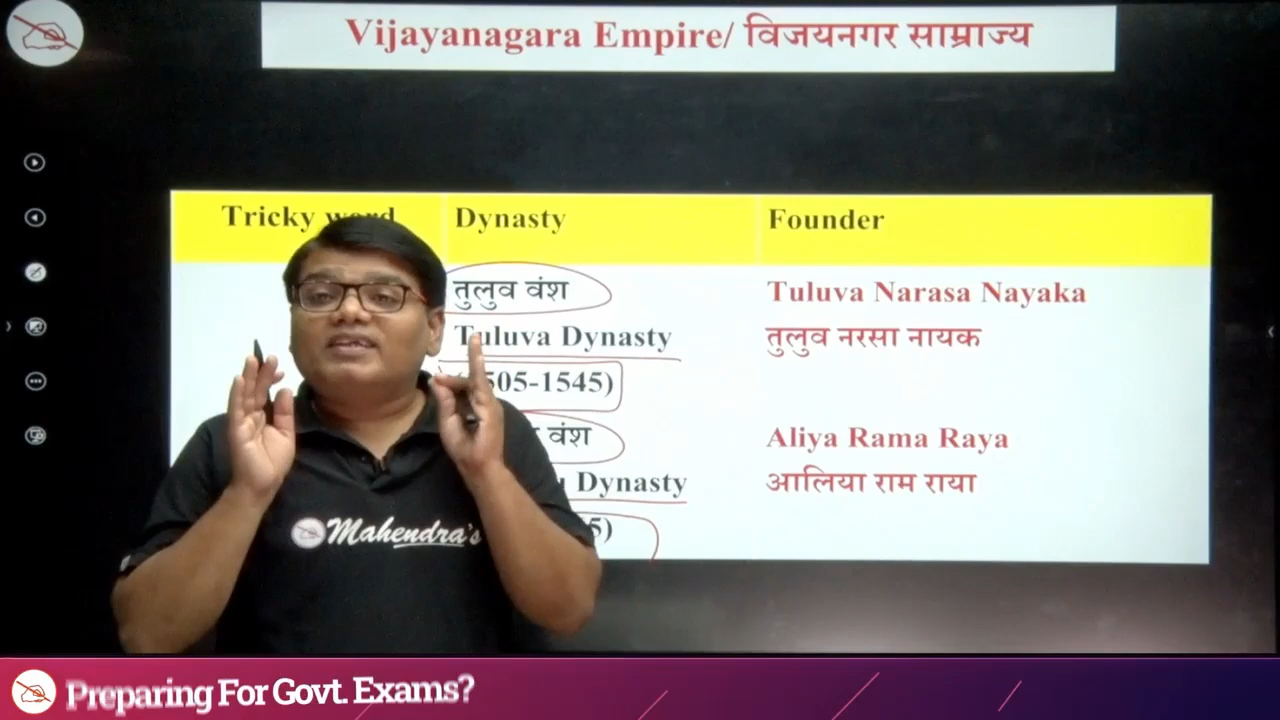 Vijayanagara Empire/ विजयनगर साम्राज्य
Tricky word
Dynasty
Founder
तुलुव वंश
Tuluva Dynasty
505-1545)
Tuluva Narasa Nayaka
तुलुव नरसा नायक
वंश
Dynasty
5)
Aliya Rama Raya
आलिया राम राया
Mahendra's
Preparing For Govt. Exams?